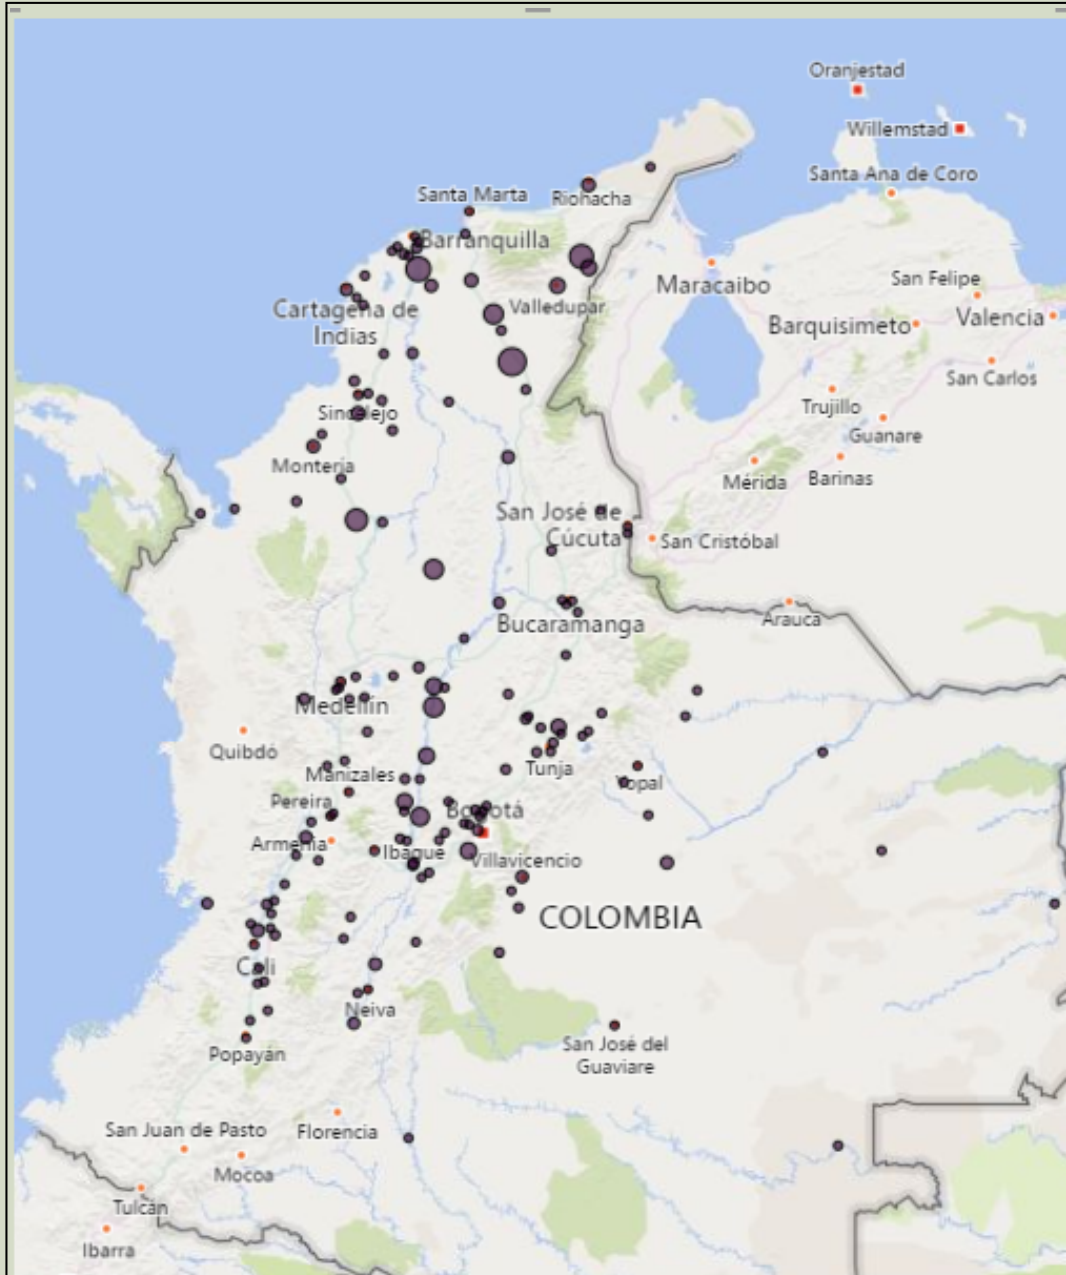 Oranjestad
Willemstad
Santa Ana de Coro
Santa Marta
Riohacha
Barranquilla
Maracaibo
San Felipe
Cartagena de
Indias
Valledupar
Barquisimeto
Valencia
San Carlos
Trujillo
Sincelejo
Guanare
Montería
Mérida
Barinas
San José de
Cúcuta
San Cristóbal
Bucaramanga
Arauca
Medellín
Quibdó
Tunja
Manizales
Yopal
Pereira
Bogotá
Armenia
Ibagué
Villavicencio
COLOMBIA
Cali
Neiva
Popayán
San José del
Guaviare
San Juan de Pasto
Florencia
Mocoa
Tulcán
Ibarra